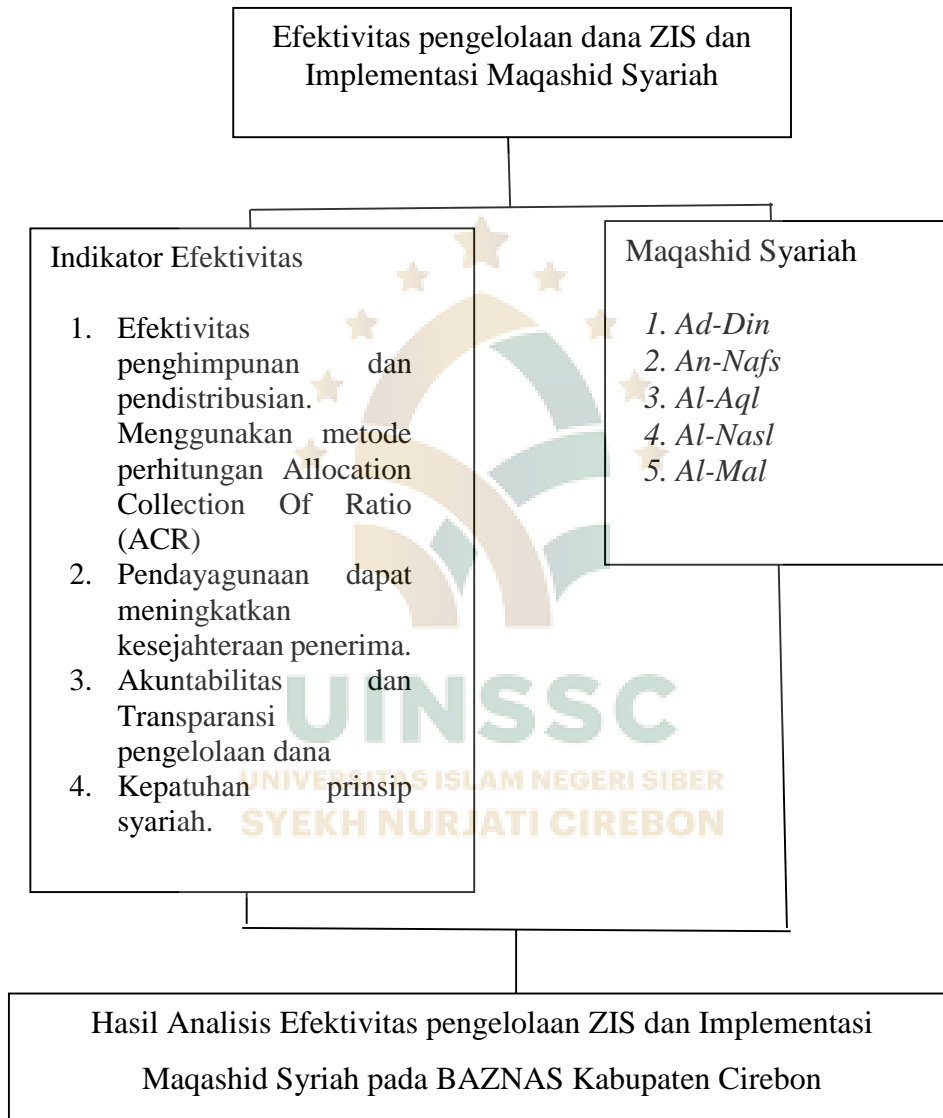 Efektivitas pengelolaan dana ZIS dan
Implementasi Maqashid Syariah
Indikator Efektivitas
1. Efektivitas
penghimpunan dan
pendistribusian.
Menggunakan metode
perhitungan Allocation
Collection Of Ratio
(ACR)
2. Pendayagunaan dapat
meningkatkan
kesejahteraan penerima.
3. Akuntabilitas dan
Transparansi
pengelolaan dana
4. Kepatuhan prinsip
syariah.
Maqashid Syariah
1. Ad-Din
2. An-Nafs
3. Al-Aql
4. Al-Nasl
5. Al-Mal
UINSSC
UNIVERSITAS ISLAM NEGERI SIBER
SYEKH NURJATI CIREBON
Hasil Analisis Efektivitas pengelolaan ZIS dan Implementasi
Maqashid Syriah pada BAZNAS Kabupaten Cirebon